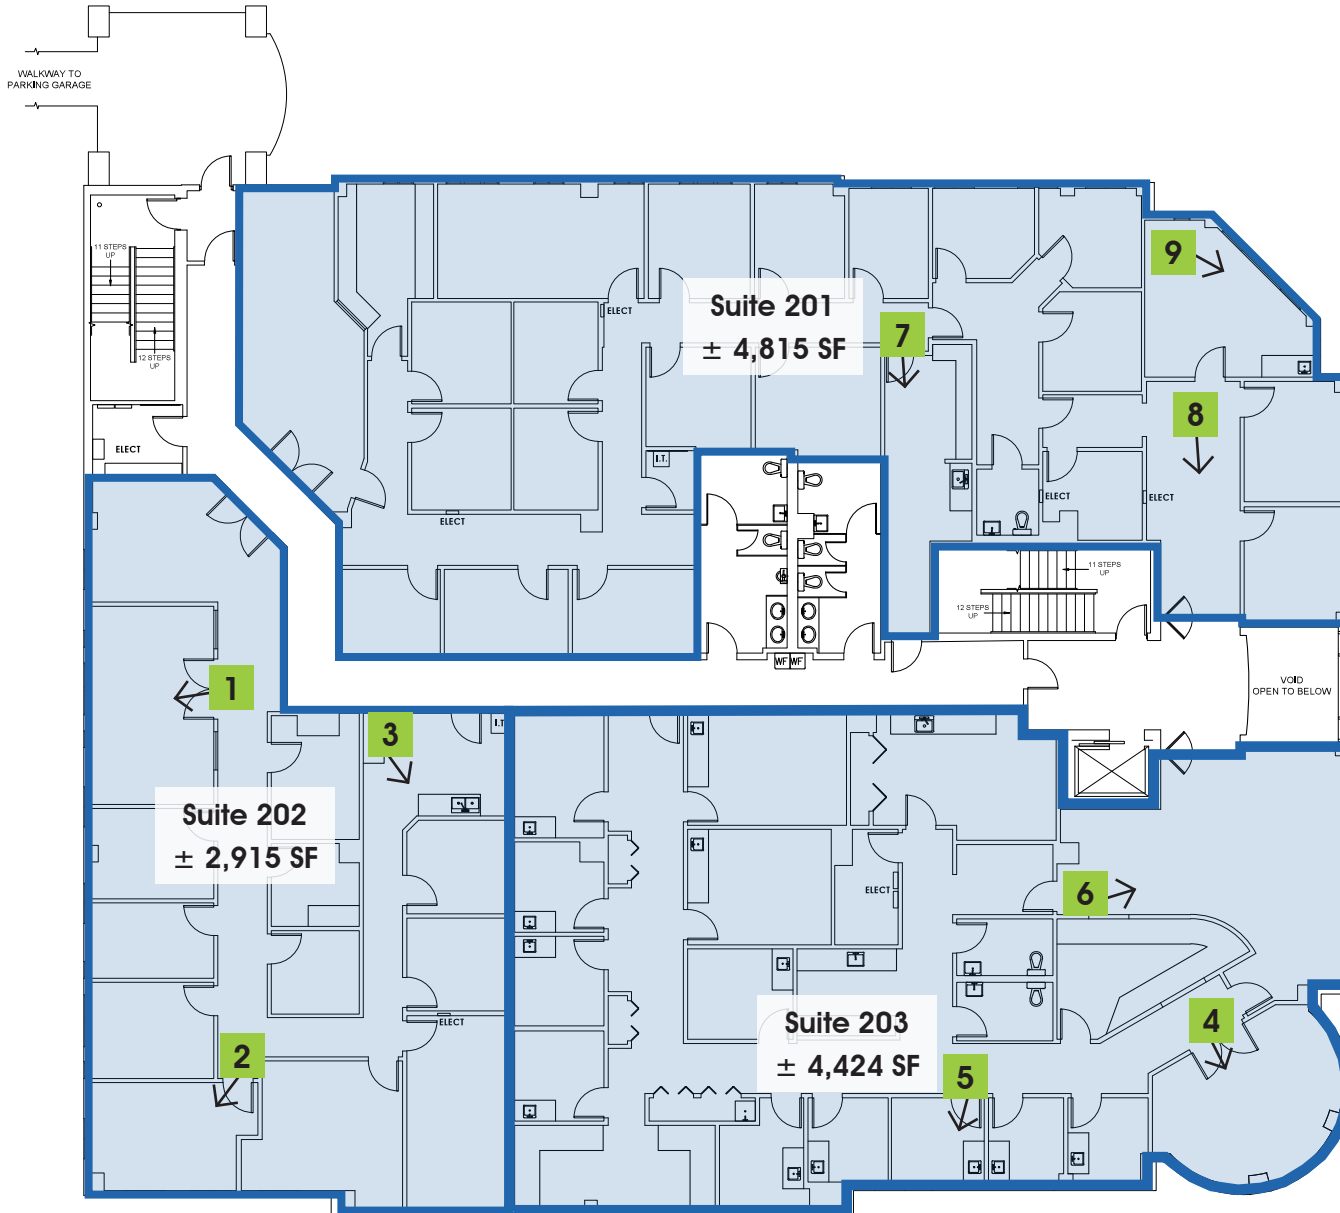 WALKWAY TO
PARKING GARAGE
11 STEPS
UP
12 STEPS
UP
ELECT
9
ELECT
Suite 201
± 4,815 SF
7
8
I.T.
ELECT
ELECT
ELECT
11 STEPS
UP
12 STEPS
UP
WF WF
VOID
OPEN TO BELOW
1
3
I.T.
Suite 202
± 2,915 SF
ELECT
6
ELECT
Suite 203
± 4,424 SF
4
2
5